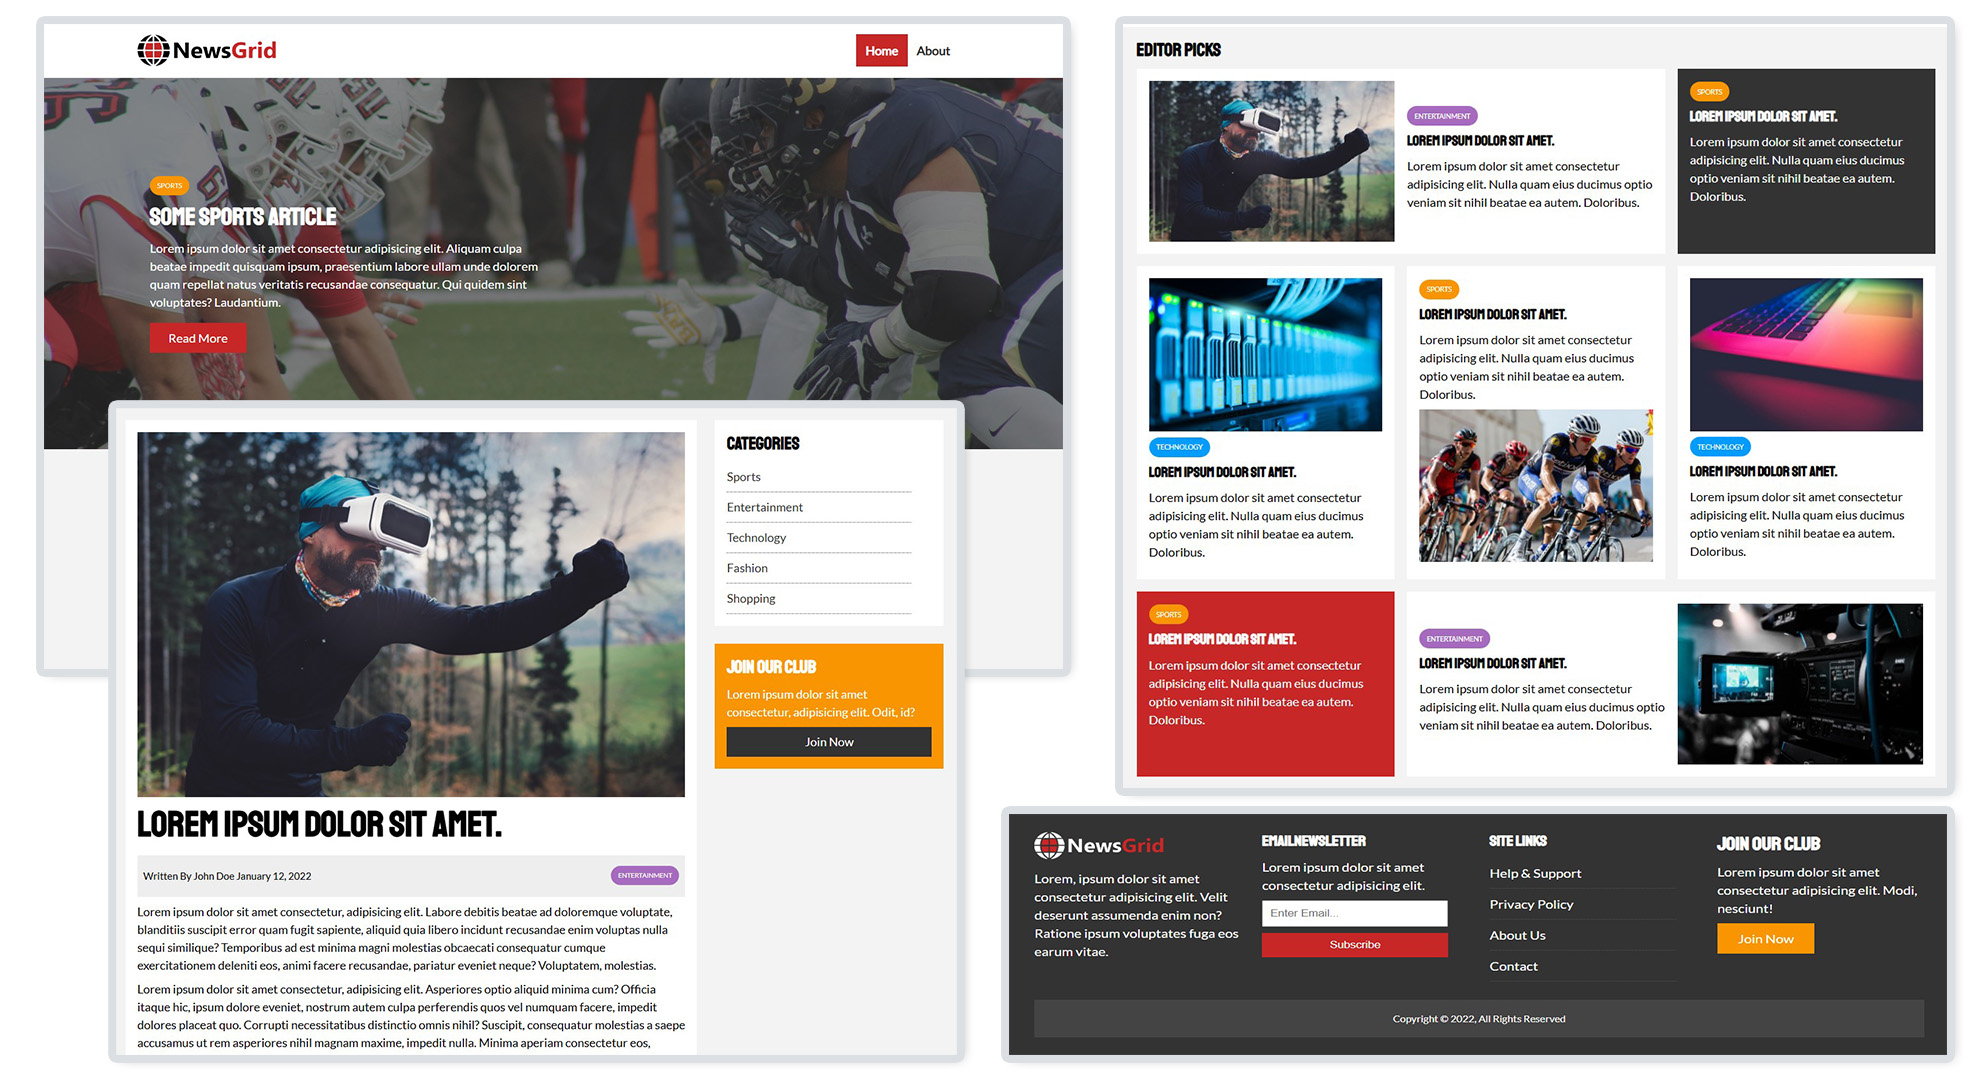 NewsGrid
Home
About
SPORTS
SOME SPORTS ARTICLE
Lorem ipsum dolor sit amet consectetur adipisicing elit. Aliquam culpa
beatae impedit quisquam ipsum, praesentium labore ullam unde dolorem
quam repellat natus veritatis recusandae consequatur. Qui quidem sint
voluptates? Laudantium.
Read More
LOREM IPSUM DOLOR SIT AMET.
Written By John Doe January 12, 2022
ENTERTAINMENT
Lorem ipsum dolor sit amet consectetur, adipisicing elit. Labore debitis beatae ad doloremque voluptate,
blanditiis suscipit error quam fugit sapiente, aliquid quia libero incidunt recusandae enim voluptas nulla
sequi similique? Temporibus ad est minima magni molestias obcaecati consequatur cumque
exercitationem deleniti eos, animi facere recusandae, pariatur eveniet neque? Voluptatem, molestias.
Lorem ipsum dolor sit amet consectetur, adipisicing elit. Asperiores optio aliquid minima cum? Officia
itaque hic, ipsum dolore eveniet, nostrum autem culpa perferendis quos vel numquam facere, impedit
dolores placeat quo. Corrupti necessitatibus distinctio omnis nihil? Suscipit, consequatur molestias a saepe
accusamus ut rem asperiores nihil magnam maxime, impedit nulla. Minima aperiam consectetur eos,
CATEGORIES
Sports
Entertainment
Technology
Fashion
Shopping
JOIN OUR CLUB
Lorem ipsum dolor sit amet
consectetur, adipisicing elit. Odit, id?
Join Now
EDITOR PICKS
ENTERTAINMENT
LOREM IPSUM DOLOR SIT AMET.
Lorem ipsum dolor sit amet consectetur
adipisicing elit. Nulla quam eius ducimus optio
veniam sit nihil beatae ea autem. Doloribus.
SPORTS
LOREM IPSUM DOLOR SIT AMET.
Lorem ipsum dolor sit amet consectetur
adipisicing elit. Nulla quam eius ducimus
optio veniam sit nihil beatae ea autem.
Doloribus.
TECHNOLOGY
LOREM IPSUM DOLOR SIT AMET.
Lorem ipsum dolor sit amet consectetur
adipisicing elit. Nulla quam eius ducimus
optio veniam sit nihil beatae ea autem.
Doloribus.
SPORTS
LOREM IPSUM DOLOR SIT AMET.
Lorem ipsum dolor sit amet consectetur
adipisicing elit. Nulla quam eius ducimus
optio veniam sit nihil beatae ea autem.
Doloribus.
TECHNOLOGY
LOREM IPSUM DOLOR SIT AMET.
Lorem ipsum dolor sit amet consectetur
adipisicing elit. Nulla quam eius ducimus
optio veniam sit nihil beatae ea autem.
Doloribus.
SPORTS
LOREM IPSUM DOLOR SIT AMET.
Lorem ipsum dolor sit amet consectetur
adipisicing elit. Nulla quam eius ducimus
optio veniam sit nihil beatae ea autem.
Doloribus.
ENTERTAINMENT
LOREM IPSUM DOLOR SIT AMET.
Lorem ipsum dolor sit amet consectetur
adipisicing elit. Nulla quam eius ducimus optio
veniam sit nihil beatae ea autem. Doloribus.
NewsGrid
Lorem, ipsum dolor sit amet
consectetur adipisicing elit. Velit
deserunt assumenda enim non?
Ratione ipsum voluptates fuga eos
earum vitae.
EMAILNEWSLETTER
Lorem ipsum dolor sit amet
consectetur adipisicing elit.
Enter Email...
Subscribe
SITE LINKS
Help & Support
Privacy Policy
About Us
Contact
JOIN OUR CLUB
Lorem ipsum dolor sit amet
consectetur adipisicing elit. Modi,
nesciunt!
Join Now
Copyright © 2022, All Rights Reserved